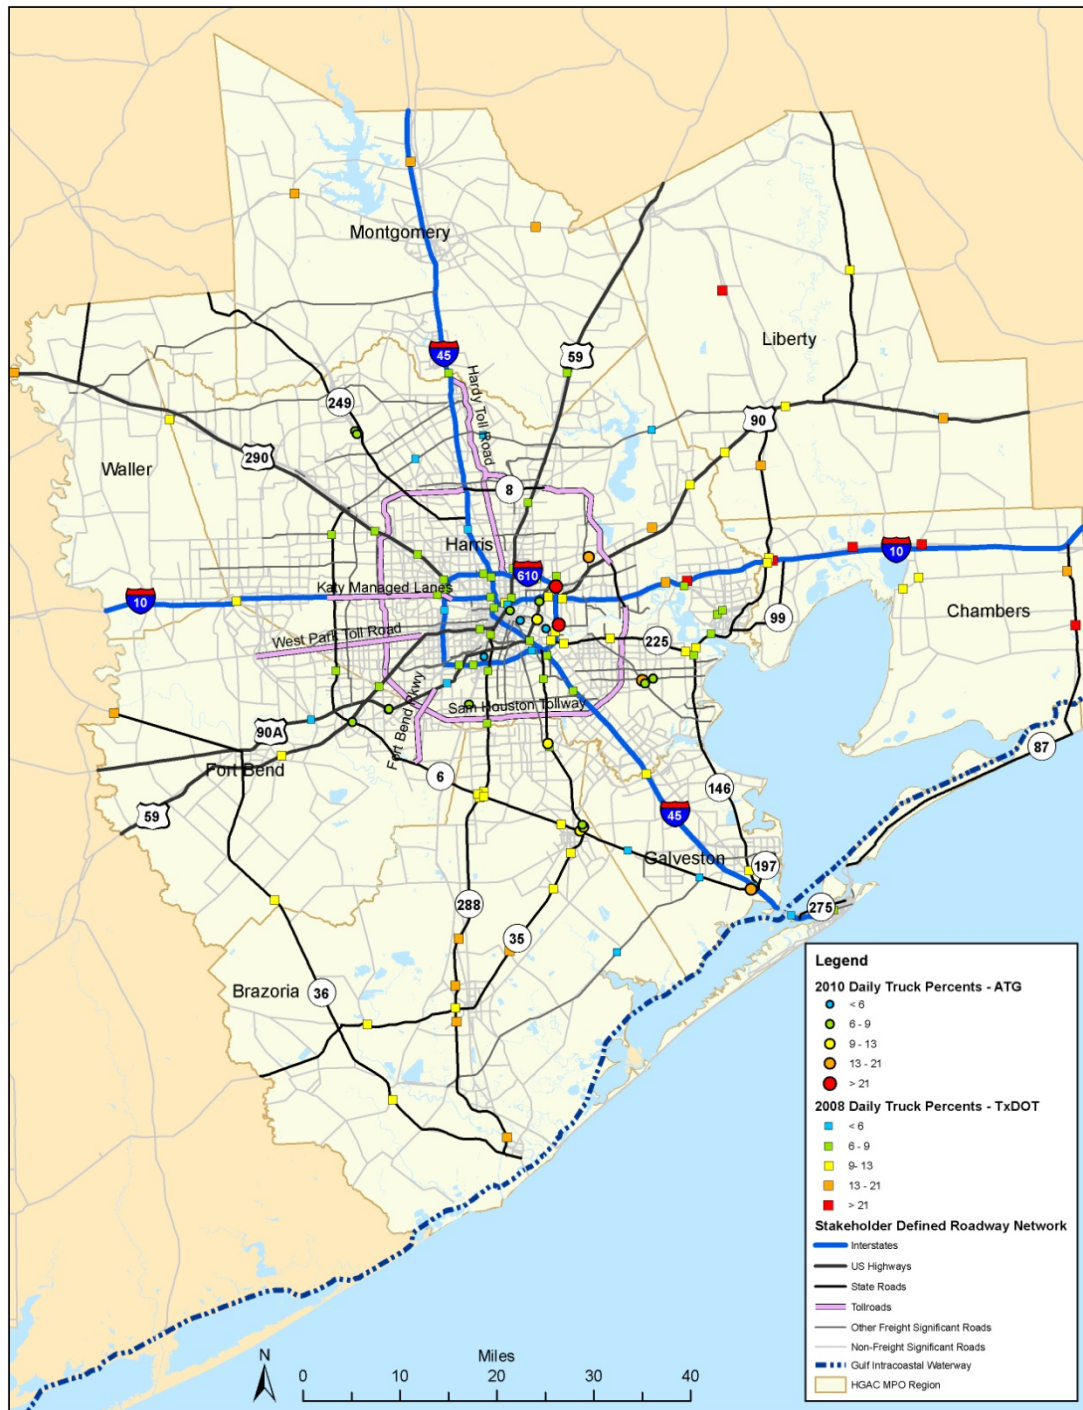 Montgomery
45
59
Liberty
Hardy Toll Road
249
90
290
Waller
8
Harris
10
610
Katy Managed Lanes
10
99
Chambers
West Park Toll Road
225
Fort Bend Pkwy
Sam Houston Tollway
90A
Fort Bend
87
6
146
59
45
Galveston
197
288
275
35
Brazoria
36
Legend
2010 Daily Truck Percents - ATG
< 6
6 - 9
9 - 13
13 - 21
> 21
2008 Daily Truck Percents - TxDOT
< 6
6 - 9
9- 13
13 - 21
> 21
Stakeholder Defined Roadway Network
Interstates
US Highways
State Roads
Tollroads
Other Freight Significant Roads
Non-Freight Significant Roads
Gulf Intracoastal Waterway
HGAC MPO Region
N
Miles
0 10 20 30 40